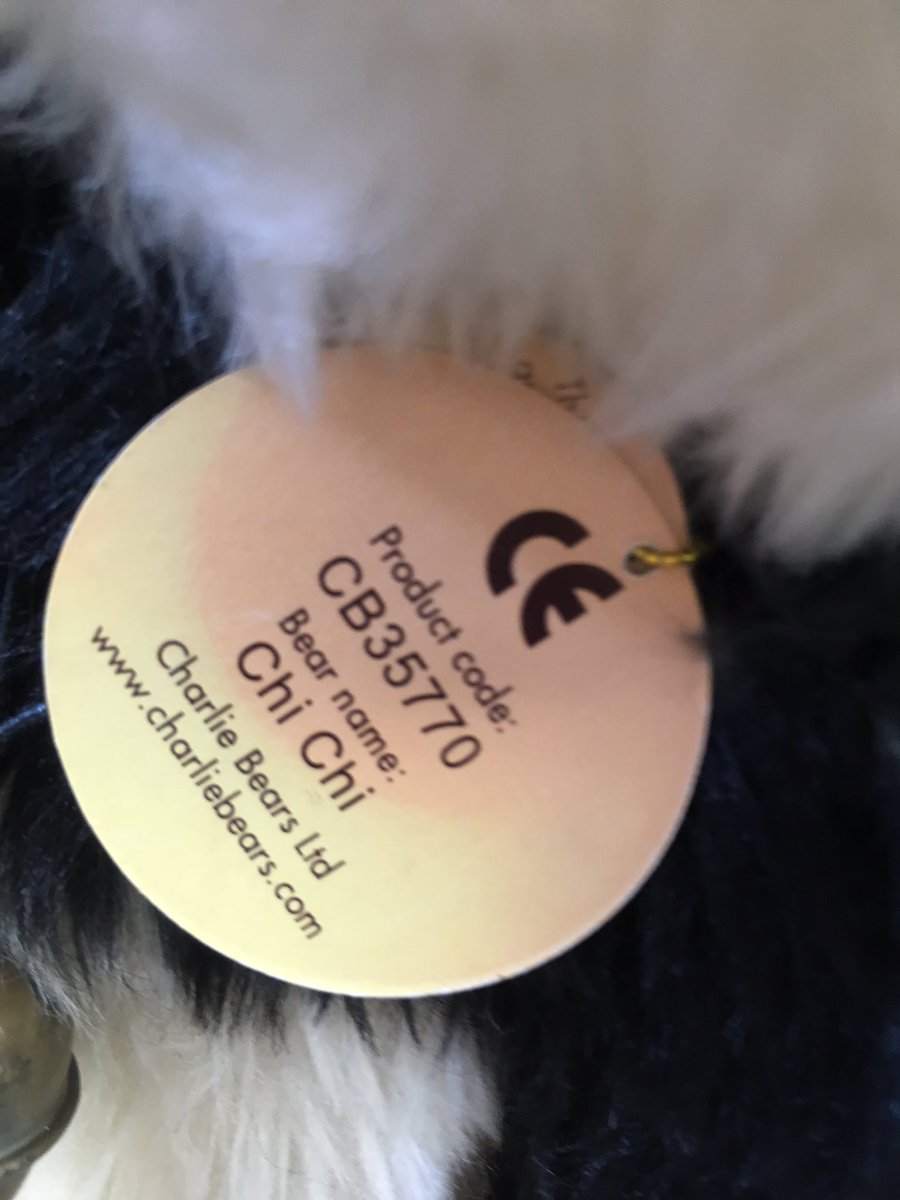 CE
Product code:
CB35770
Bear name:
Chi Chi
Charlie Bears Ltd
www.charliebears.com